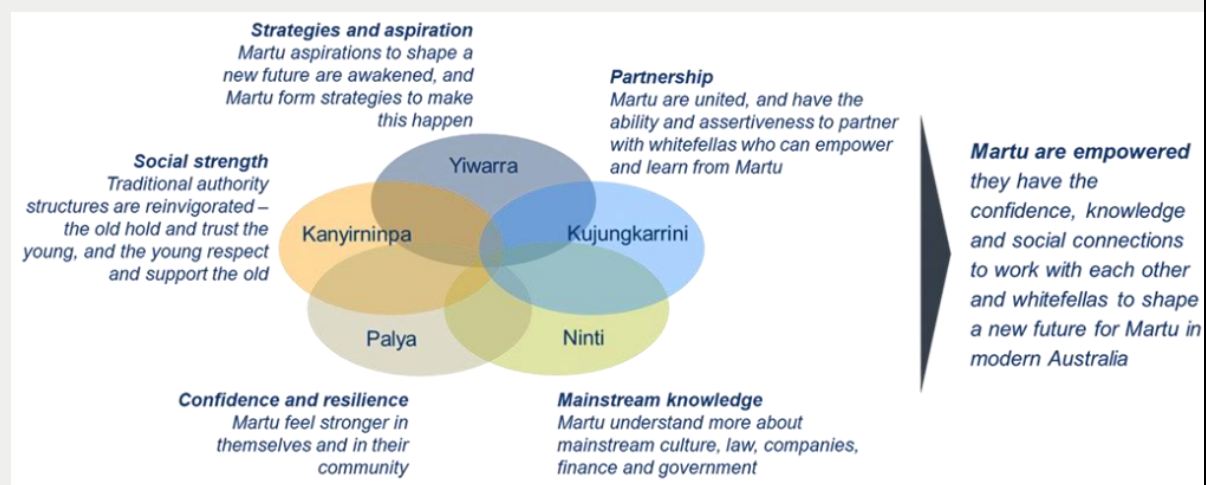 Strategies and aspiration
Martu aspirations to shape a
new future are awakened, and
Martu form strategies to make
this happen
Partnership
Martu are united, and have the
ability and assertiveness to partner
with whitefellas who can empower
and learn from Martu
Social strength
Traditional authority
structures are reinvigorated –
the old hold and trust the
young, and the young respect
and support the old
Yiwarra
Kanyirninpa
Kujungkarrini
Palya
Ninti
Confidence and resilience
Martu feel stronger in
themselves and in their
community
Mainstream knowledge
Martu understand more about
mainstream culture, law, companies,
finance and government
Martu are empowered
they have the
confidence, knowledge
and social connections
to work with each other
and whitefellas to shape
a new future for Martu in
modern Australia